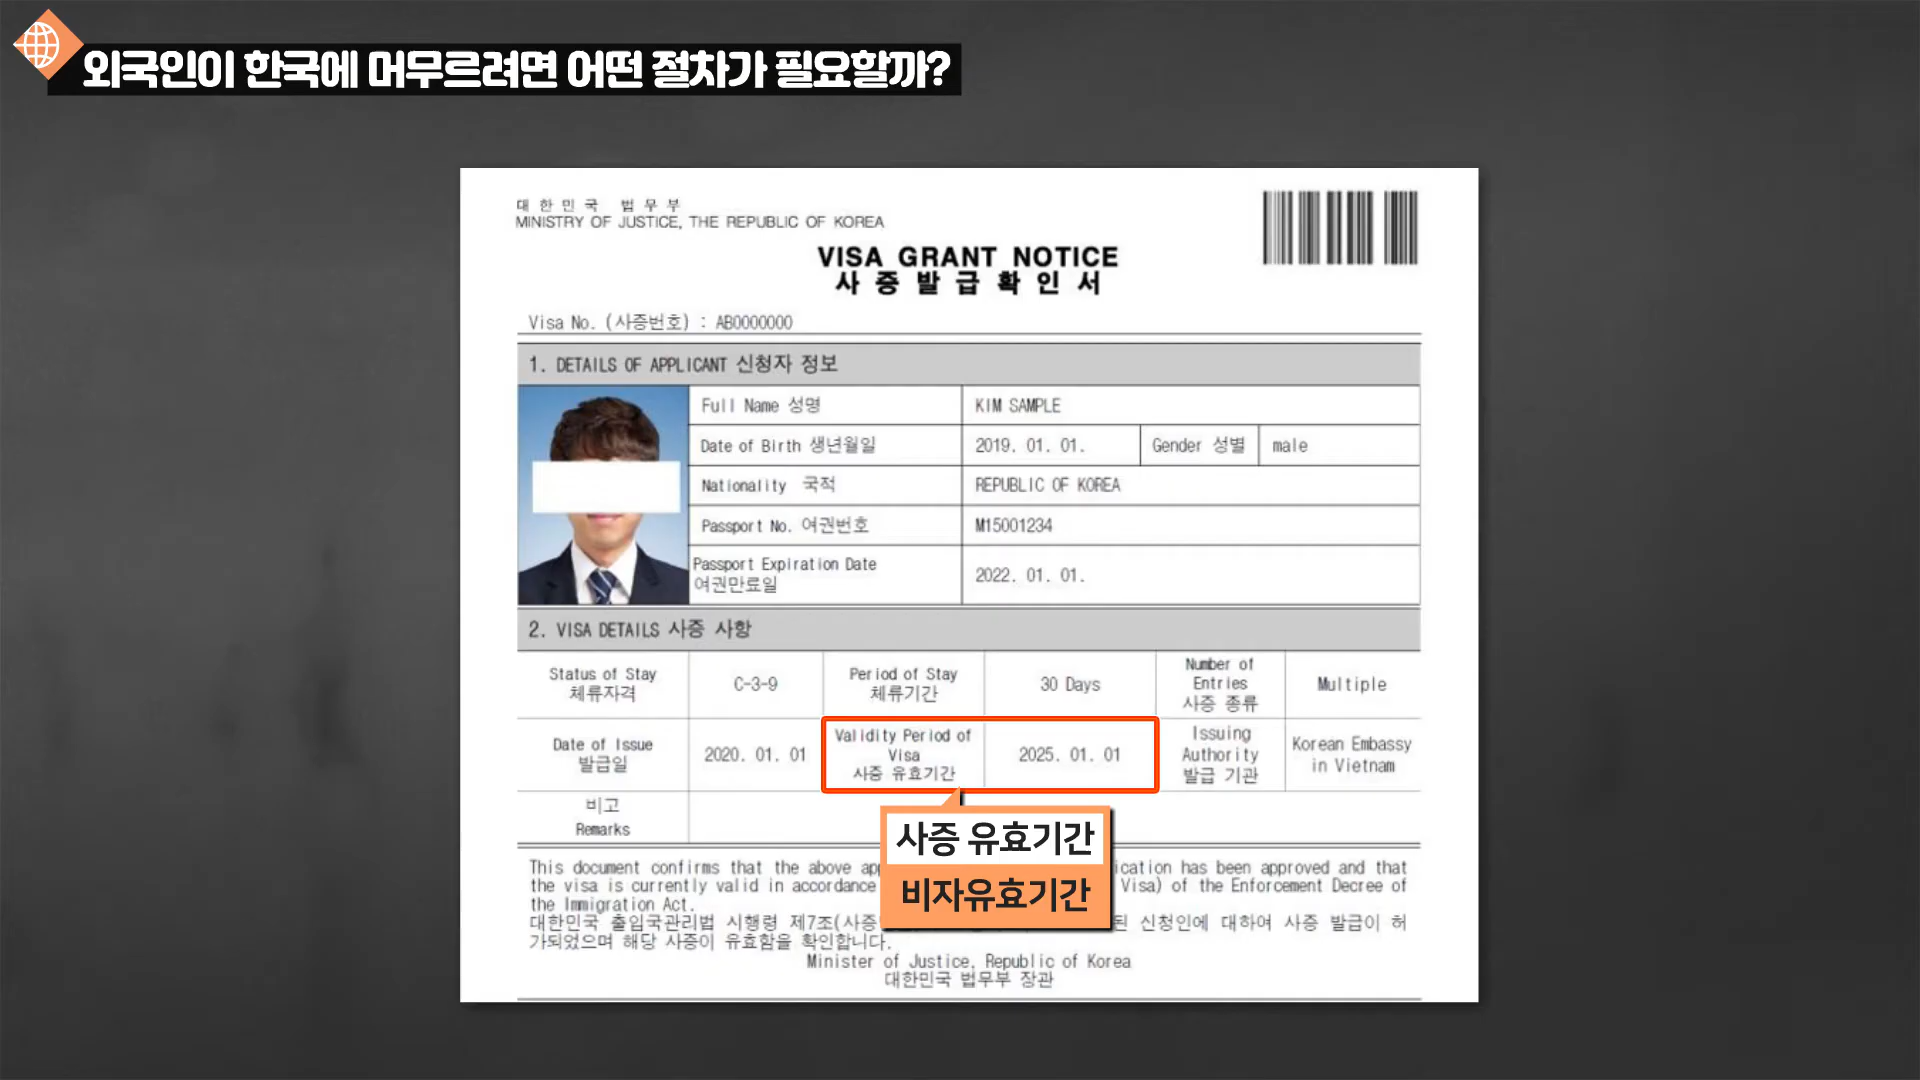 외국인이 한국에 머무르려면 어떤 절차가 필요할까?
대 한 민 국 법 무 부
MINISTRY OF JUSTICE, THE REPUBLIC OF KOREA
VISA GRANT NOTICE
사 증 발 급 확 인 서
Visa No. (사증번호) : AB0000000
1. DETAILS OF APPLICANT 신청자 정보
Full Name 성명 KIM SAMPLE
Date of Birth 생년월일 2019. 01. 01. Gender 성별 male
Nationality 국적 REPUBLIC OF KOREA
Passport No. 여권번호 M15001234
Passport Expiration Date
여권만료일
2022. 01. 01.
2. VISA DETAILS 사증 사항
Status of Stay
체류자격
C-3-9
Period of Stay
체류기간
30 Days
Number of
Entries
사증 종류
Multiple
Date of Issue
발급일
2020. 01. 01
Validity Period of
Visa
사증 유효기간
2025. 01. 01
Issuing
Authority
발급 기관
Korean Embassy
in Vietnam
비고
Remarks
사증 유효기간
비자유효기간
This document confirms that the above ication has been approved and that
the visa is currently valid in accordance Visa) of the Enforcement Decree of
the Immigration Act.
대한민국 출입국관리법 시행령 제7조(사증 된 신청인에 대하여 사증 발급이 허
가되었으며 해당 사증이 유효함을 확인합니다.
Minister of Justice, Republic of Korea
대한민국 법무부 장관